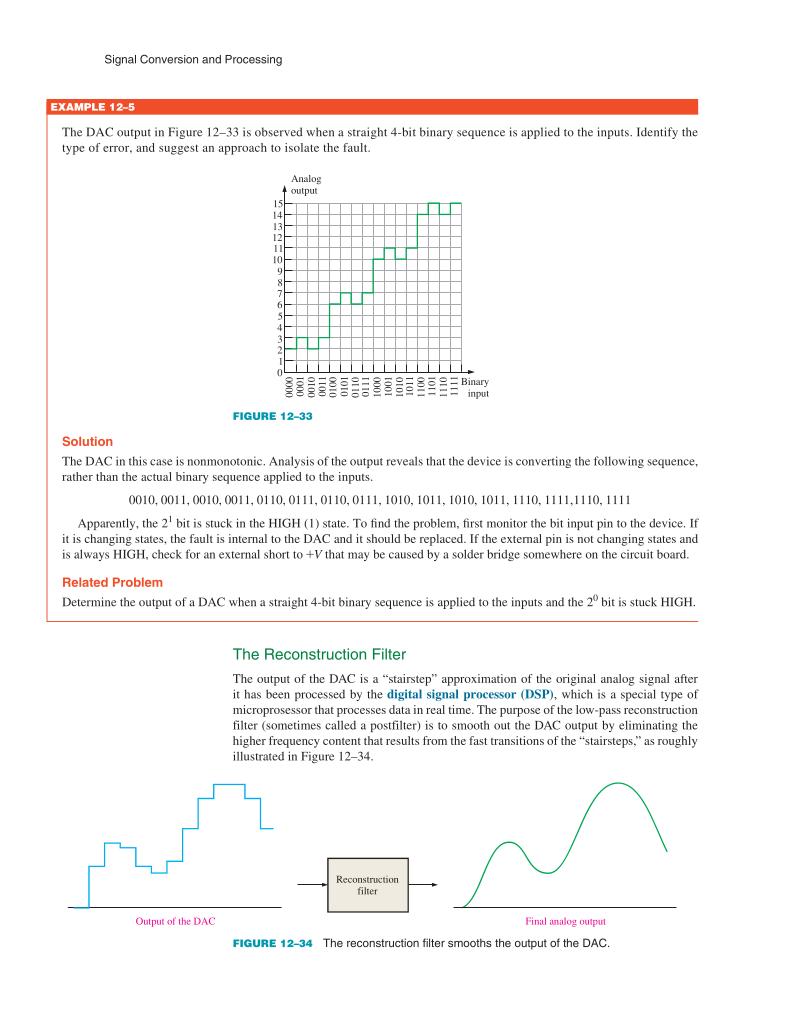 Signal Conversion and Processing
EXAMPLE 12–5
The DAC output in Figure 12–33 is observed when a straight 4-bit binary sequence is applied to the inputs. Identify the
type of error, and suggest an approach to isolate the fault.
Analog
output
15
14
13
12
11
10
9
8
7
6
5
4
3
2
1
0
0000
0001
0010
0011
0100
0101
0110
0111
1000
1001
1010
1011
1100
1101
1110
1111
Binary
input
FIGURE 12–33
Solution
The DAC in this case is nonmonotonic. Analysis of the output reveals that the device is converting the following sequence,
rather than the actual binary sequence applied to the inputs.
0010, 0011, 0010, 0011, 0110, 0111, 0110, 0111, 1010, 1011, 1010, 1011, 1110, 1111,1110, 1111
Apparently, the 2¹ bit is stuck in the HIGH (1) state. To find the problem, first monitor the bit input pin to the device. If
it is changing states, the fault is internal to the DAC and it should be replaced. If the external pin is not changing states and
is always HIGH, check for an external short to +V that may be caused by a solder bridge somewhere on the circuit board.
Related Problem
Determine the output of a DAC when a straight 4-bit binary sequence is applied to the inputs and the 2⁰ bit is stuck HIGH.
The Reconstruction Filter
The output of the DAC is a “stairstep” approximation of the original analog signal after
it has been processed by the digital signal processor (DSP), which is a special type of
microprosessor that processes data in real time. The purpose of the low-pass reconstruction
filter (sometimes called a postfilter) is to smooth out the DAC output by eliminating the
higher frequency content that results from the fast transitions of the “stairsteps,” as roughly
illustrated in Figure 12–34.
Reconstruction
filter
Output of the DAC
Final analog output
FIGURE 12–34 The reconstruction filter smooths the output of the DAC.